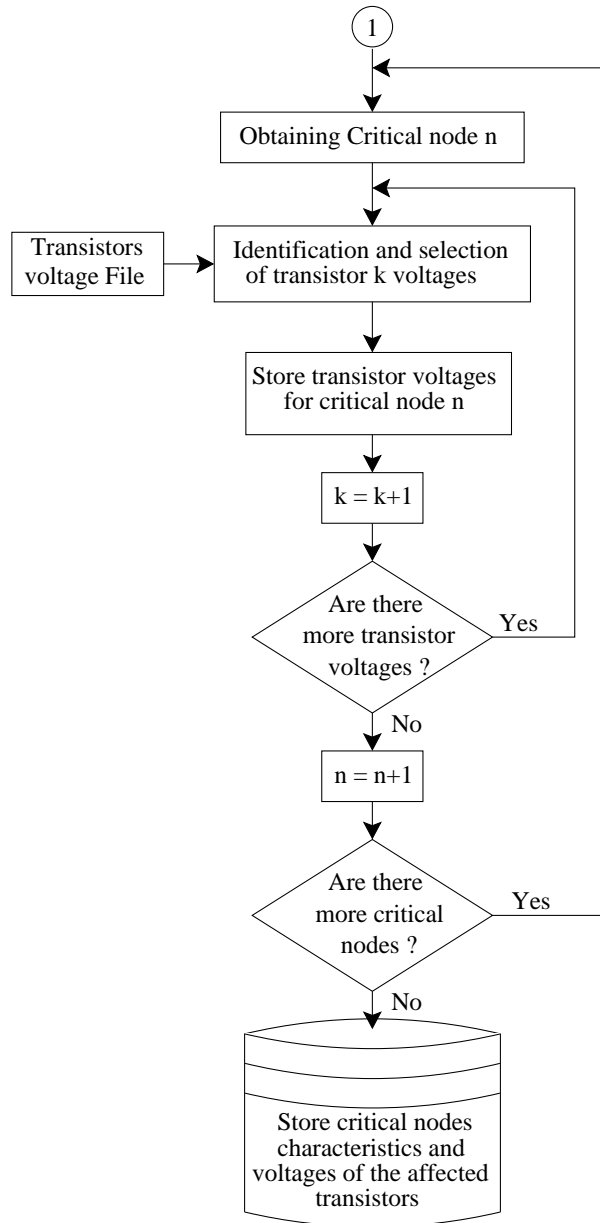 1
Obtaining Critical node n
Transistors
voltage File
Identification and selection
of transistor k voltages
Store transistor voltages
for critical node n
k = k+1
Are there
more transistor
voltages ?
Yes
No
n = n+1
Are there
more critical
nodes ?
Yes
No
Store critical nodes
characteristics and
voltages of the affected
transistors